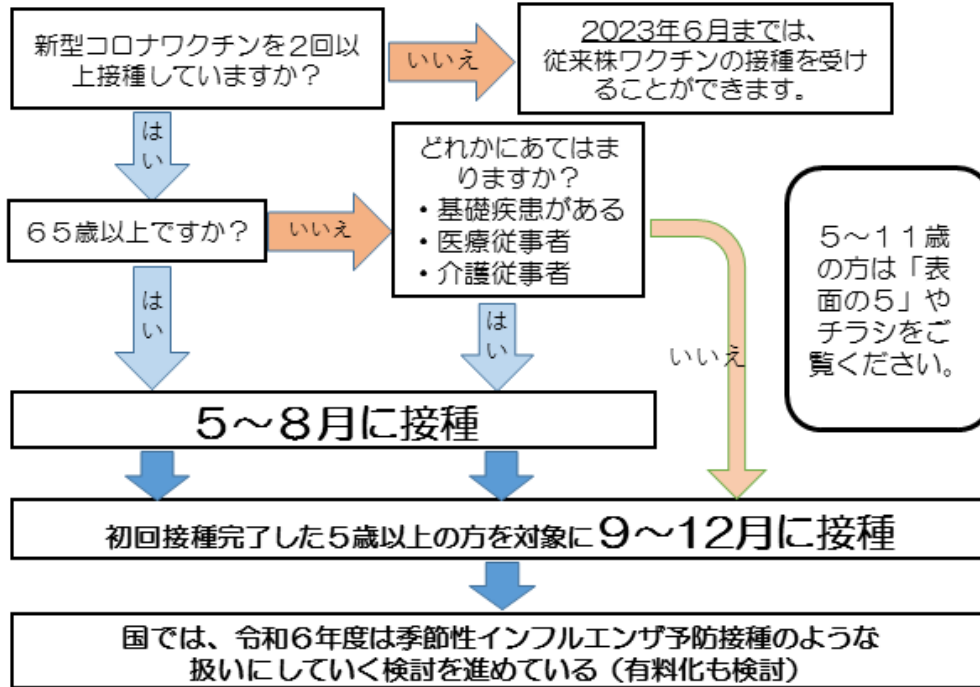 新型コロナワクチンを２回以
上接種していますか？
いいえ
２０２３年６月までは、
従来株ワクチンの接種を受け
ることができます。
はい
６５歳以上ですか？
いいえ
どれかにあてはま
りますか？
・基礎疾患がある
・医療従事者
・介護従事者
５～１１歳
の方は「表
面の５」や
チラシをご
覧ください。
はい
はい
いいえ
５～８月に接種
初回接種完了した５歳以上の方を対象に９～１２月に接種
国では、令和６年度は季節性インフルエンザ予防接種のような
扱いにしていく検討を進めている（有料化も検討）